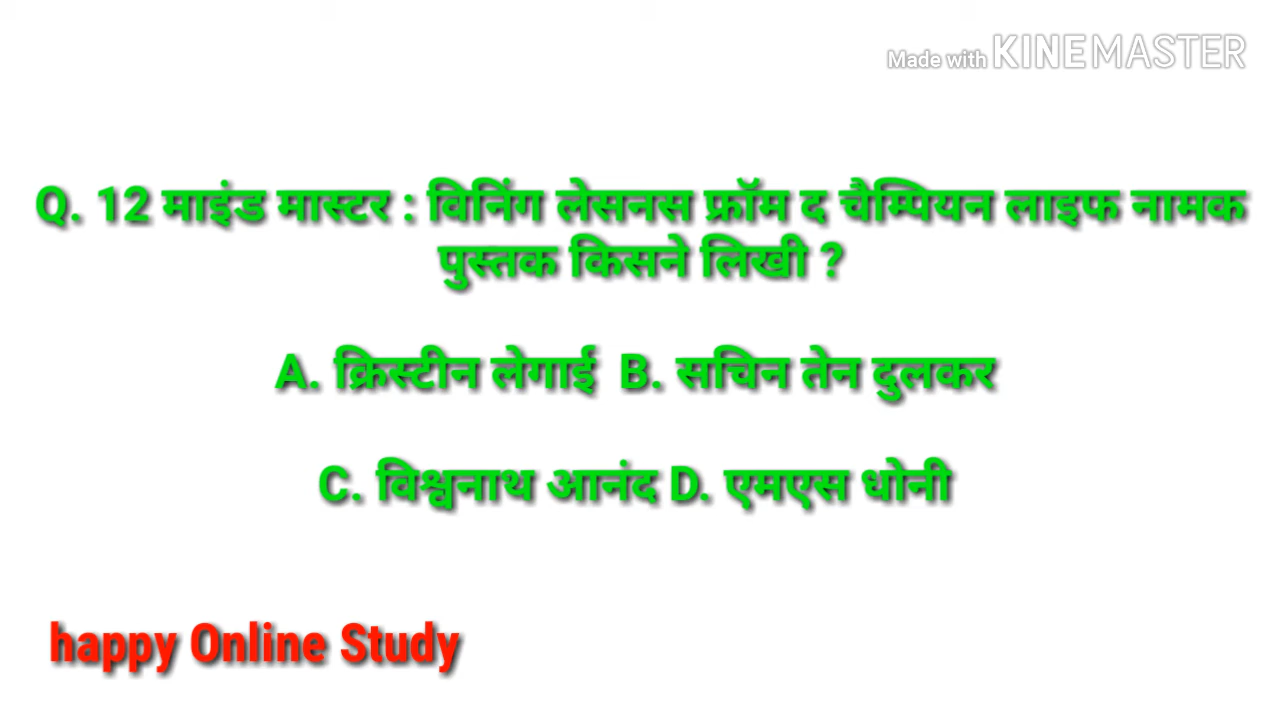 Made with KINEMASTER
Q. 12 माइंड मास्टर : विनिंग लेसनस फ्रॉम द चैम्पियन लाइफ नामक
पुस्तक किसने लिखी ?
A. क्रिस्टीन लेगाई B. सचिन तेन दुलकर
C. विश्वनाथ आनंद D. एमएस धोनी
happy Online Study